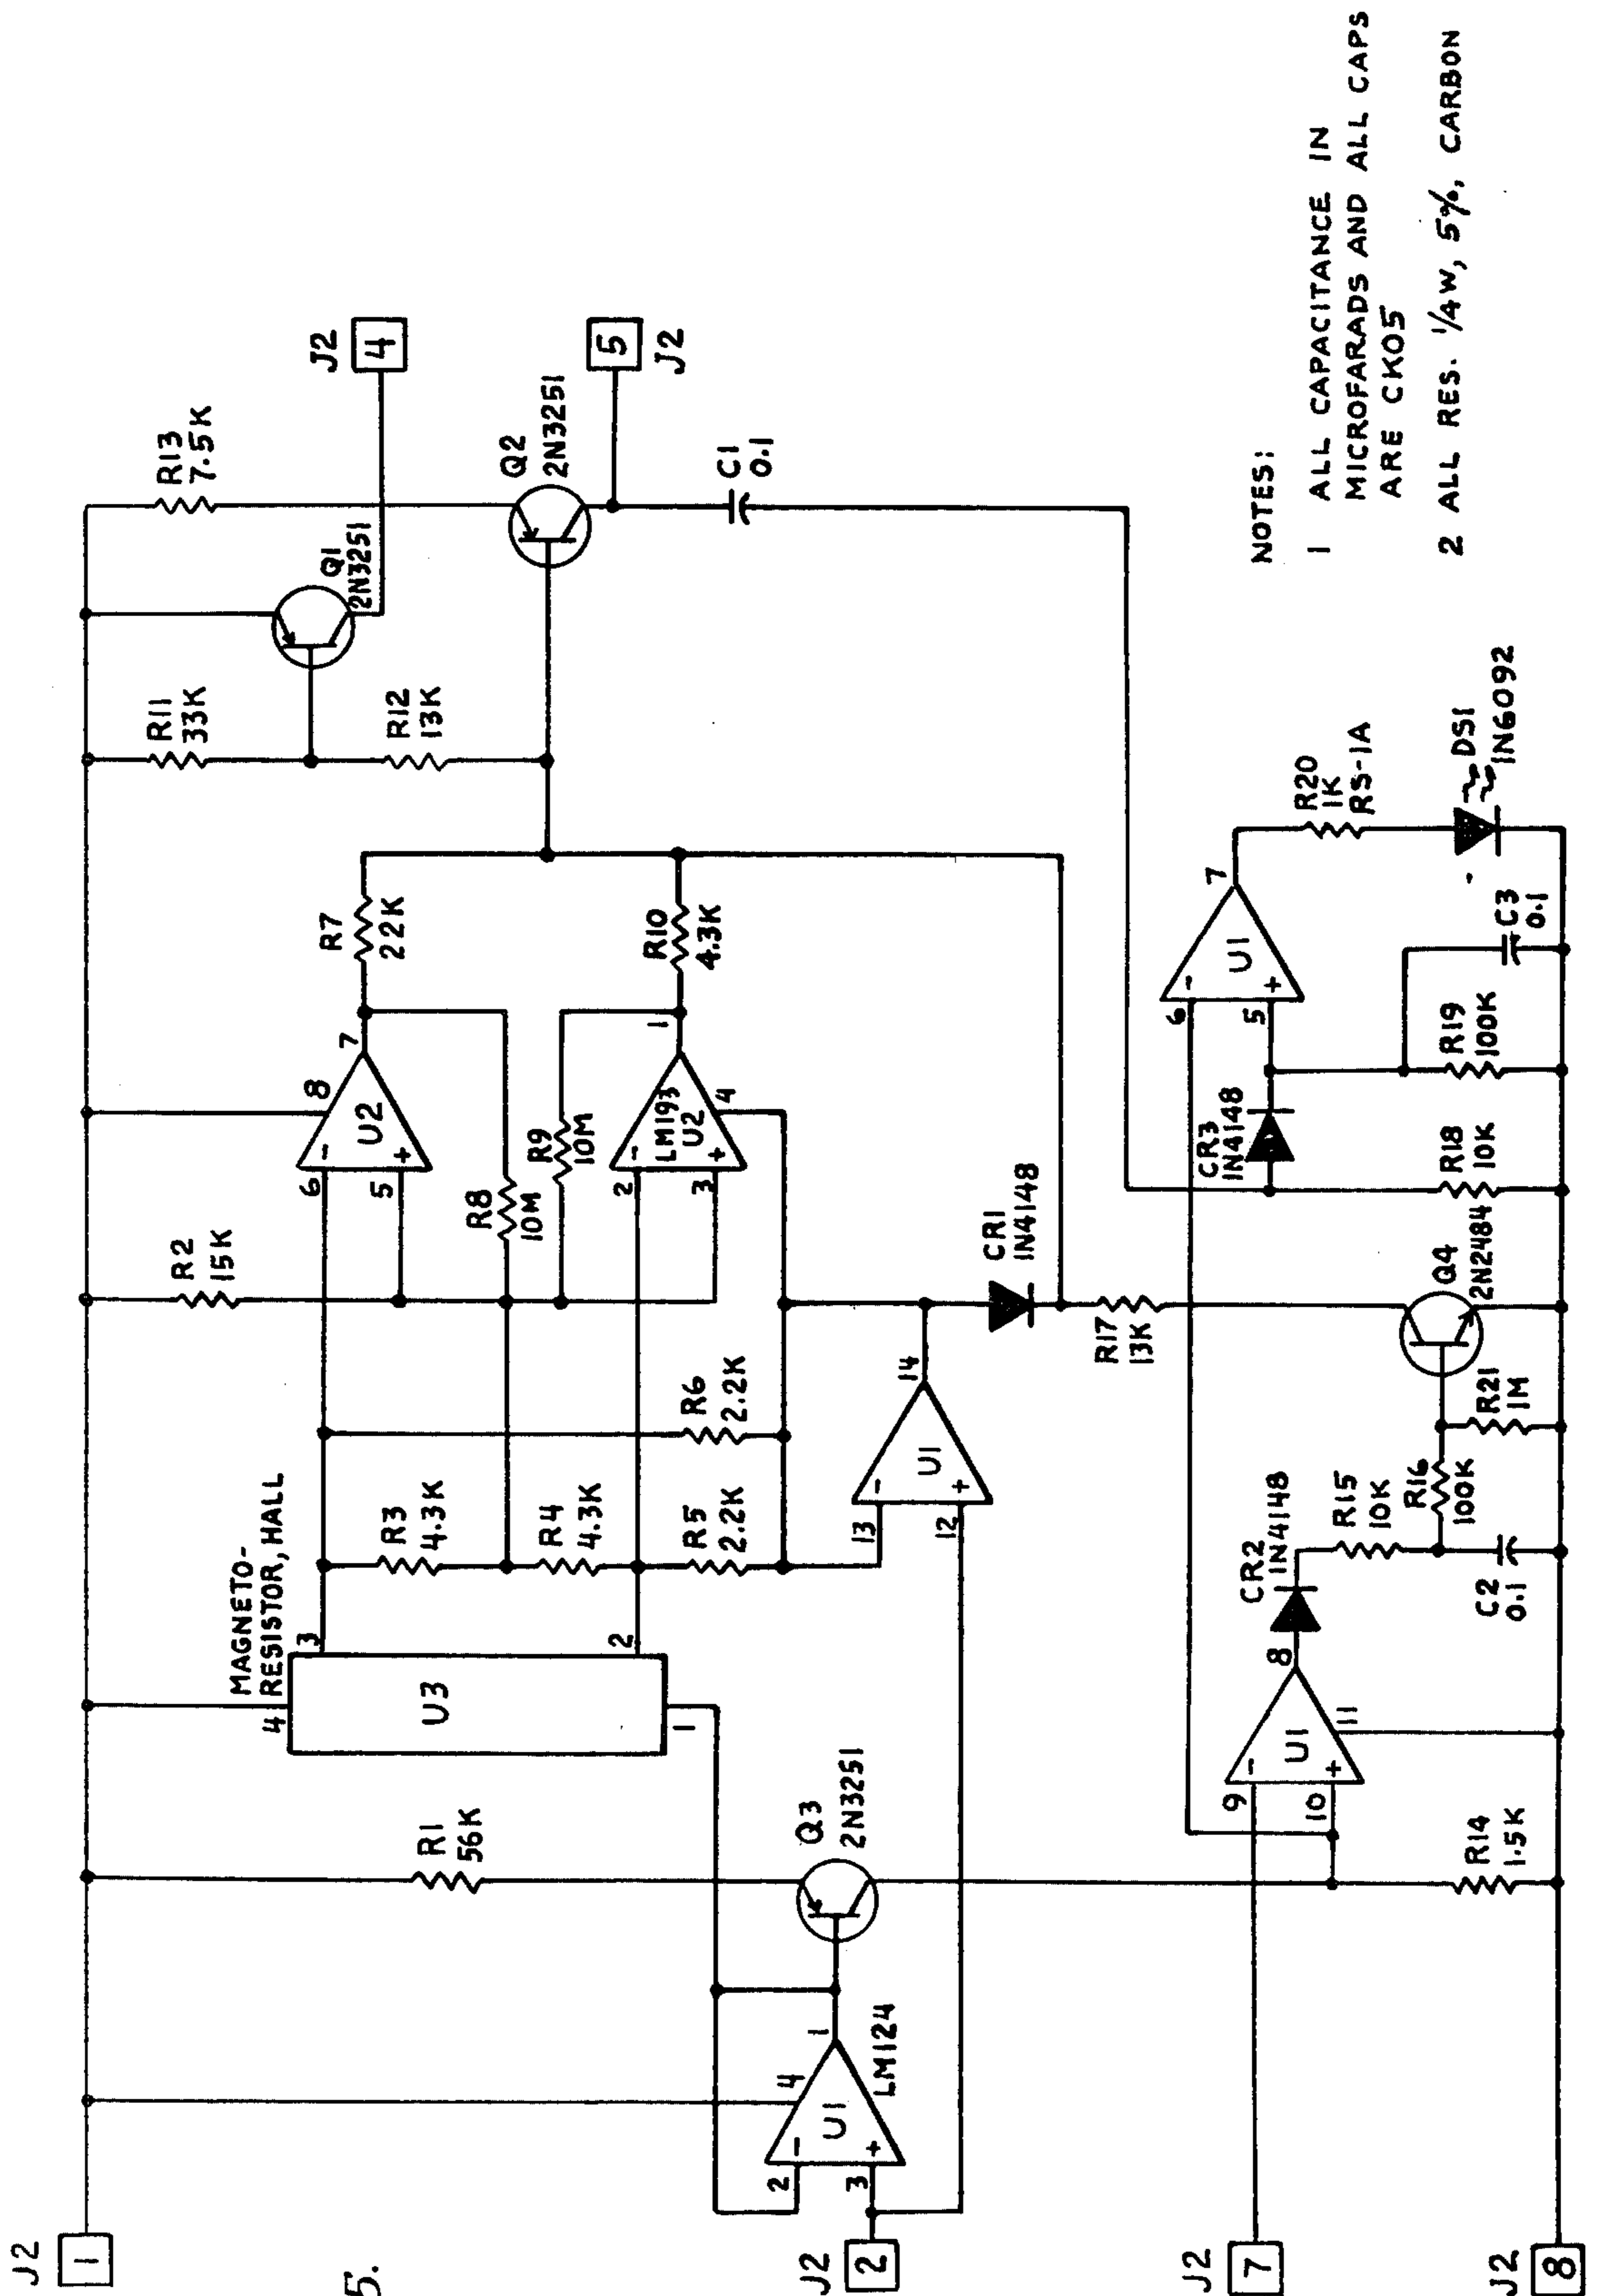 J2
1
R1
56K
MAGNETO-
RESISTOR, HALL
4
3
U3
2
1
R2
15K
R3
4.3K
R4
4.3K
R5
2.2K
R6
2.2K
6
5
-
+
U2
8
7
R7
22K
R8
10M
R9
10M
2
3
-
+
LM193
U2
1
4
R10
4.3K
R11
33K
R12
13K
Q1
2N3251
R13
7.5K
J2
4
Q2
2N3251
5
J2
C1
0.1
5.
J2
2
2
3
-
+
U1
4
1
LM124
Q3
2N3251
13
12
-
+
U1
14
CR1
1N4148
R17
13K
J2
7
9
10
-
+
U1
8
11
R14
1.5K
CR2
1N4148
R15
10K
R16
100K
C2
0.1
R21
1M
Q4
2N2484
R18
10K
CR3
1N4148
6
5
-
+
U1
7
R19
100K
C3
0.1
R20
1K
RS-1A
DS1
1N6092
J2
8
NOTES:
1 ALL CAPACITANCE IN
MICROFARADS AND ALL CAPS
ARE CK05
2 ALL RES. 1/4W, 5%, CARBON